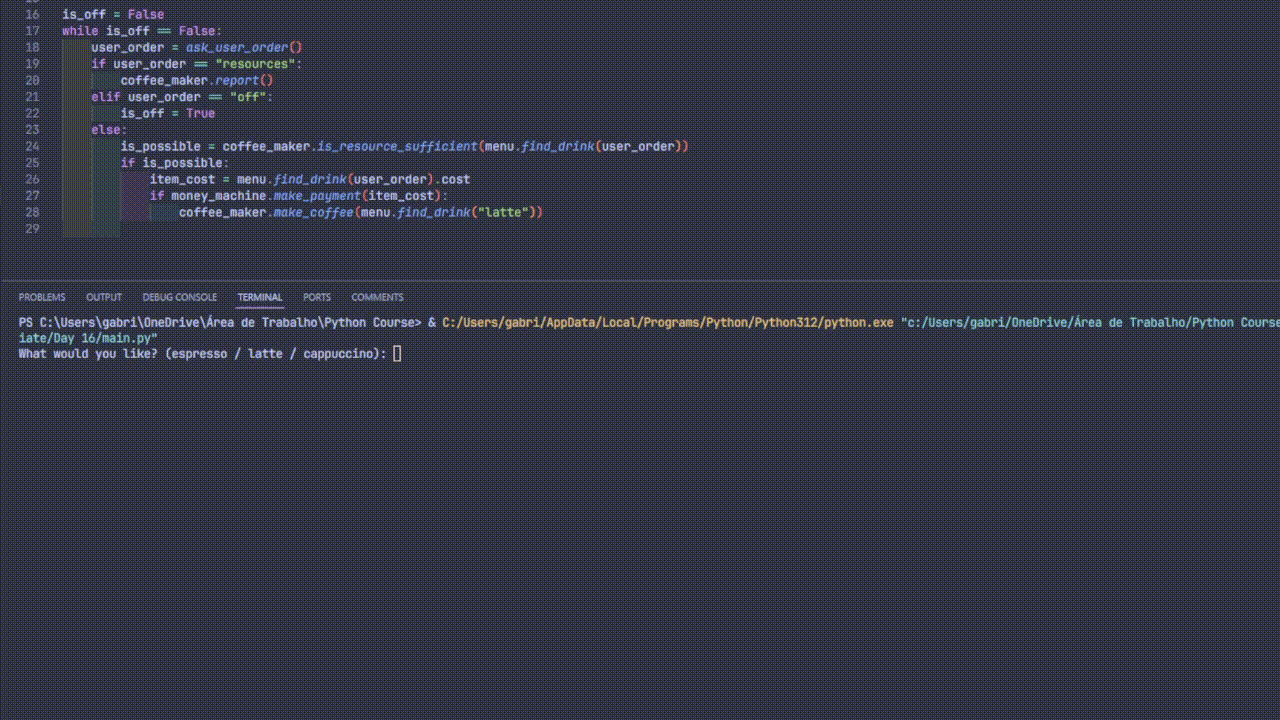 16 is_off = False
17 while is_off == False:
18 user_order = ask_user_order()
19 if user_order == "resources":
20 coffee_maker.report()
21 elif user_order == "off":
22 is_off = True
23 else:
24 is_possible = coffee_maker.is_resource_sufficient(menu.find_drink(user_order))
25 if is_possible:
26 item_cost = menu.find_drink(user_order).cost
27 if money_machine.make_payment(item_cost):
28 coffee_maker.make_coffee(menu.find_drink("latte"))
29
PROBLEMS OUTPUT DEBUG CONSOLE TERMINAL PORTS COMMENTS
PS C:\Users\gabri\OneDrive\Área de Trabalho\Python Course> & C:/Users/gabri/AppData/Local/Programs/Python/Python312/python.exe "c:/Users/gabri/OneDrive/Área de Trabalho/Python Course
iate/Day 16/main.py"
What would you like? (espresso / latte / cappuccino):